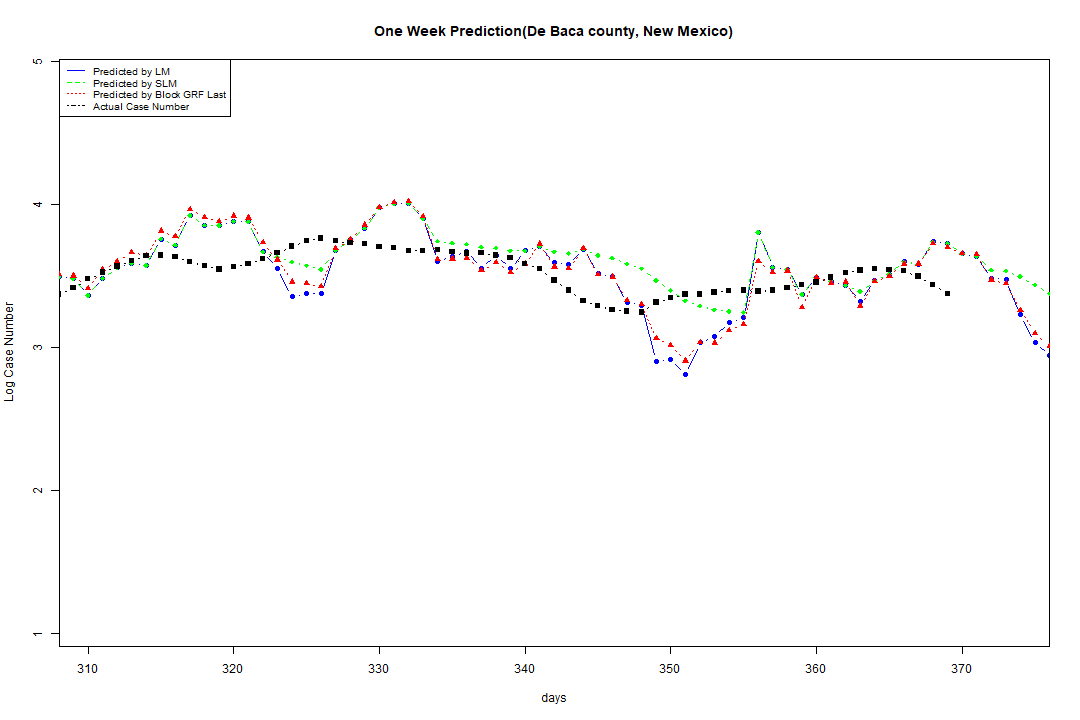 One Week Prediction(De Baca county, New Mexico)
Predicted by LM
Predicted by SLM
Predicted by Block GRF Last
Actual Case Number
5
4
3
2
1
Log Case Number
310 320 330 340 350 360 370
days